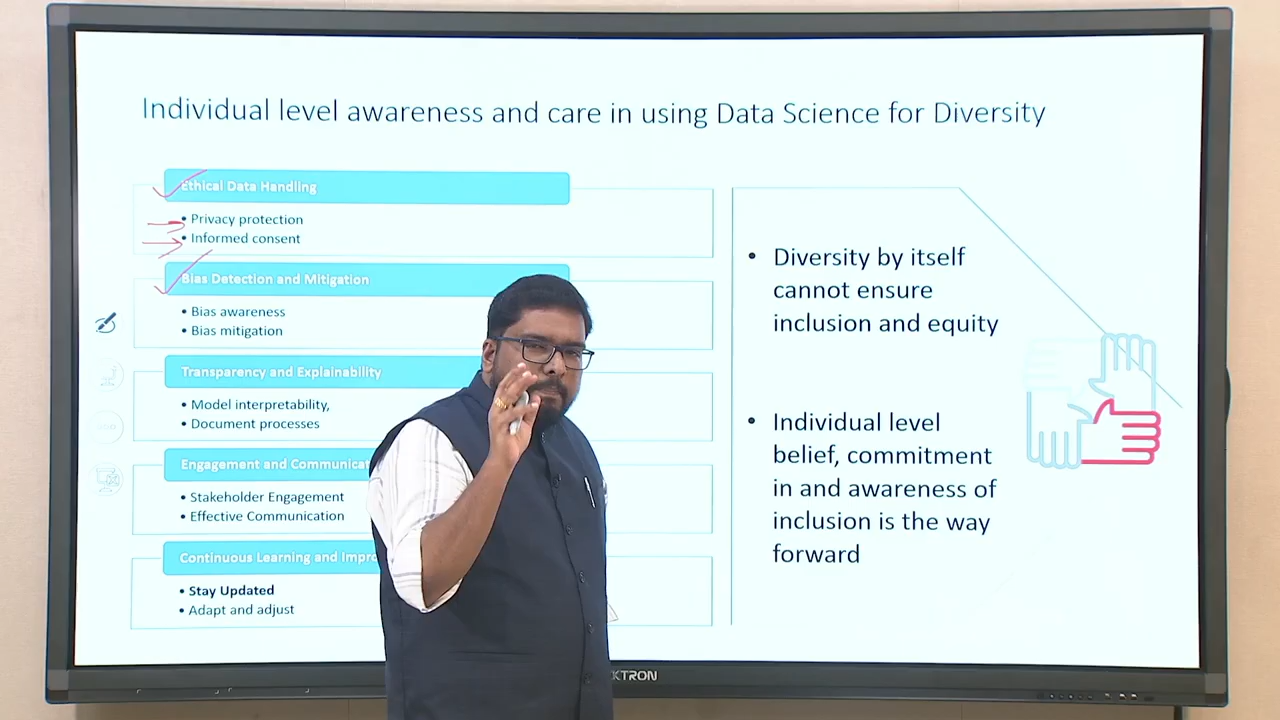 Individual level awareness and care in using Data Science for Diversity
Ethical Data Handling
• Privacy protection
• Informed consent
Bias Detection and Mitigation
• Bias awareness
• Bias mitigation
Transparency and Explainability
• Model interpretability,
• Document processes
Engagement and
• Stakeholder Engagement
• Effective Communication
Continuous Learning and
• Stay Updated
• Adapt and adjust
• Diversity by itself
cannot ensure
inclusion and equity
• Individual level
belief, commitment
in and awareness of
inclusion is the way
forward